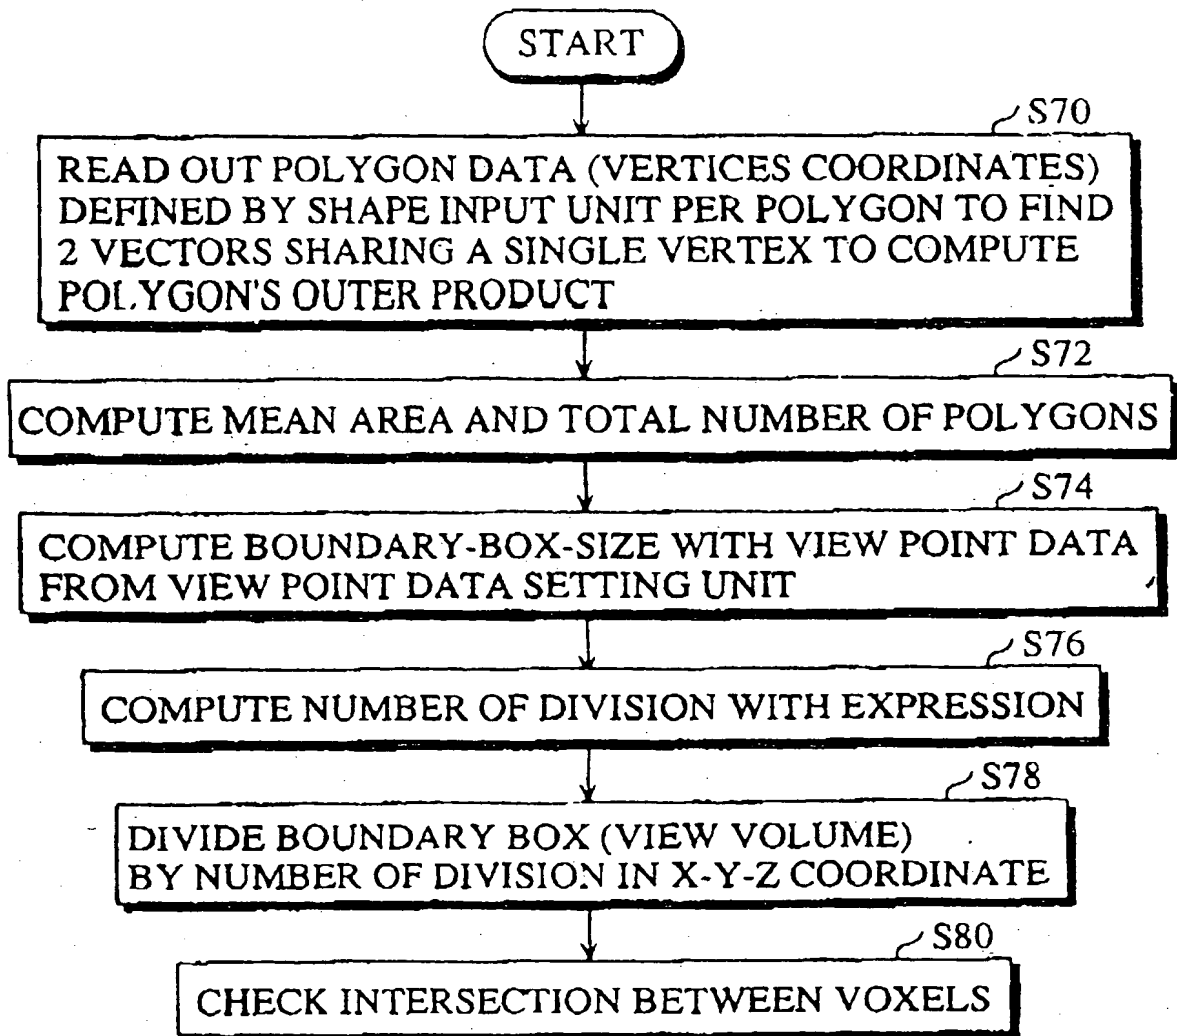 START
S70
READ OUT POLYGON DATA (VERTICES COORDINATES)
DEFINED BY SHAPE INPUT UNIT PER POLYGON TO FIND
2 VECTORS SHARING A SINGLE VERTEX TO COMPUTE
POLYGON'S OUTER PRODUCT
S72
COMPUTE MEAN AREA AND TOTAL NUMBER OF POLYGONS
S74
COMPUTE BOUNDARY-BOX-SIZE WITH VIEW POINT DATA
FROM VIEW POINT DATA SETTING UNIT
S76
COMPUTE NUMBER OF DIVISION WITH EXPRESSION
S78
DIVIDE BOUNDARY BOX (VIEW VOLUME)
BY NUMBER OF DIVISION IN X-Y-Z COORDINATE
S80
CHECK INTERSECTION BETWEEN VOXELS